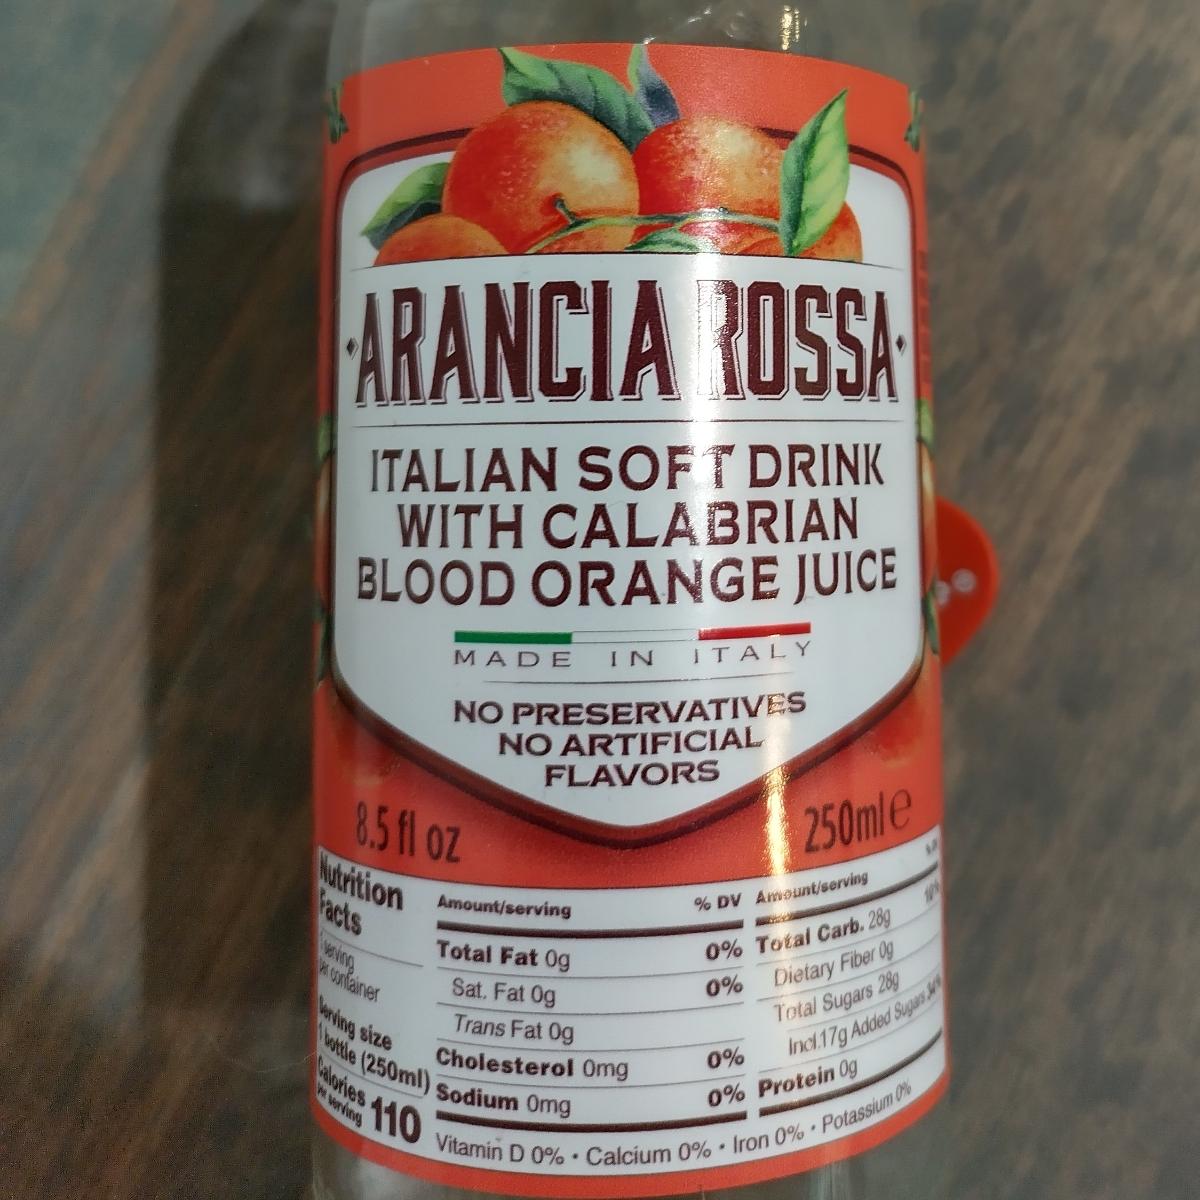 ARANCIA ROSSA
ITALIAN SOFT DRINK
WITH CALABRIAN
BLOOD ORANGE JUICE
MADE IN ITALY
NO PRESERVATIVES
NO ARTIFICIAL
FLAVORS
8.5 fl oz
250ml e
Nutrition
Facts
serving
per container
Serving size
1 bottle (250ml)
Calories 110
per serving
Amount/serving % DV
Total Fat 0g 0%
Sat. Fat 0g 0%
Trans Fat 0g
Cholesterol 0mg 0%
Sodium 0mg 0%
Amount/serving % DV
Total Carb. 28g 10%
Dietary Fiber 0g
Total Sugars 28g
Incl.17g Added Sugars 34%
Protein 0g
Vitamin D 0% • Calcium 0% • Iron 0% • Potassium 0%